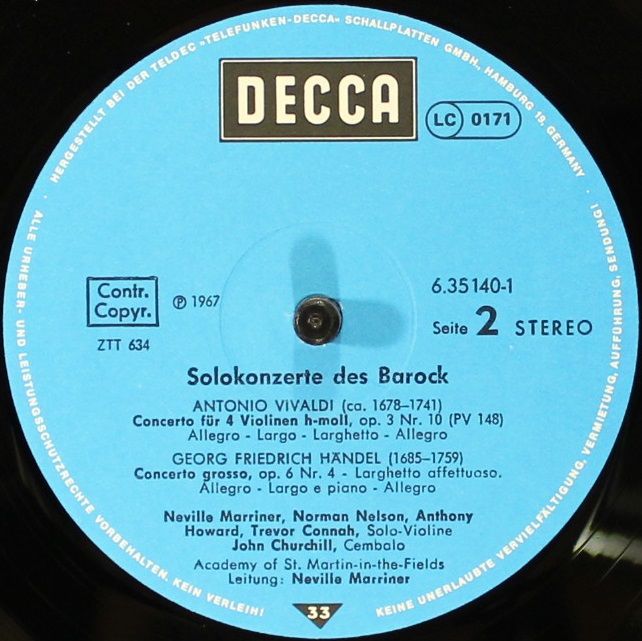 HERGESTELLT BEI DER TELDEC »TELEFUNKEN-DECCA« SCHALLPLATTEN GMBH., HAMBURG 19, GERMANY ·
DECCA
LC 0171
Contr.
Copyr.
℗ 1967
ZTT 634
6.35140-1
Seite 2 STEREO
Solokonzerte des Barock
ANTONIO VIVALDI (ca. 1678–1741)
Concerto für 4 Violinen h-moll, op. 3 Nr. 10 (PV 148)
Allegro - Largo - Larghetto - Allegro
GEORG FRIEDRICH HÄNDEL (1685–1759)
Concerto grosso, op. 6 Nr. 4 - Larghetto affettuoso.
Allegro - Largo e piano - Allegro
Neville Marriner, Norman Nelson, Anthony
Howard, Trevor Connah, Solo-Violine
John Churchill, Cembalo
Academy of St. Martin-in-the-Fields
Leitung: Neville Marriner
33
· ALLE URHEBER- UND LEISTUNGSSCHUTZRECHTE VORBEHALTEN. KEIN VERLEIH!
KEINE UNERLAUBTE VERVIELFÄLTIGUNG, VERMIETUNG, AUFFÜHRUNG, SENDUNG! ·